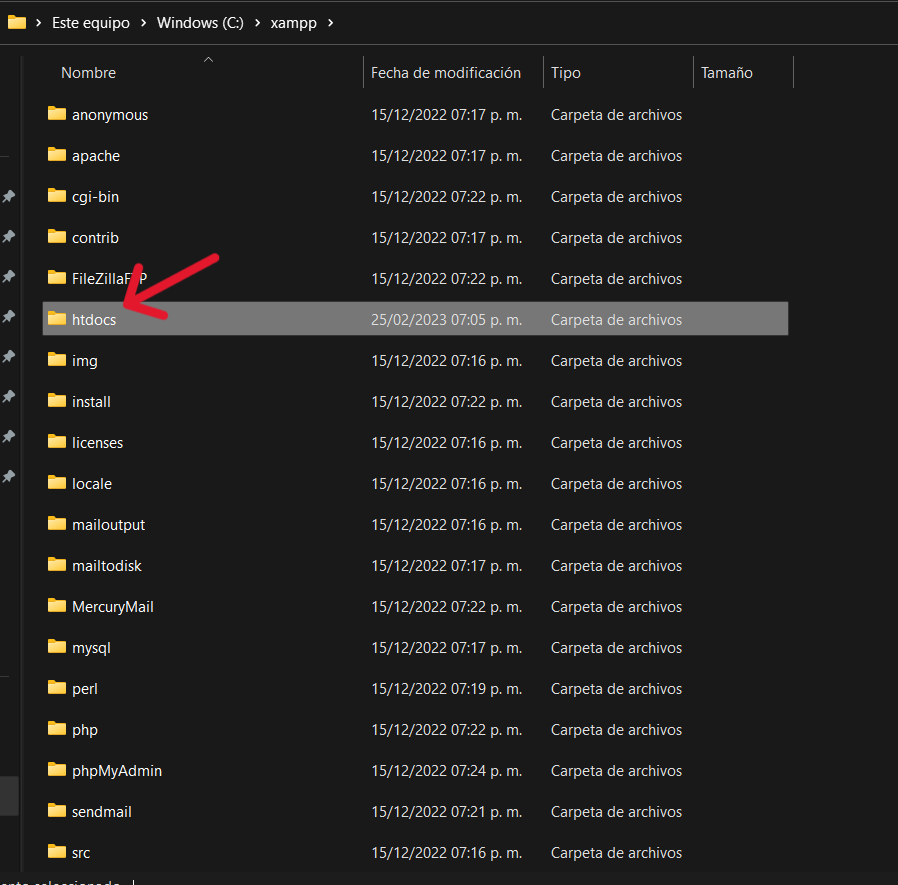 Este equipo > Windows (C:) > xampp >
Nombre Fecha de modificación Tipo Tamaño
anonymous 15/12/2022 07:17 p. m. Carpeta de archivos
apache 15/12/2022 07:17 p. m. Carpeta de archivos
cgi-bin 15/12/2022 07:22 p. m. Carpeta de archivos
contrib 15/12/2022 07:17 p. m. Carpeta de archivos
FileZillaFTP 15/12/2022 07:22 p. m. Carpeta de archivos
htdocs 25/02/2023 07:05 p. m. Carpeta de archivos
img 15/12/2022 07:16 p. m. Carpeta de archivos
install 15/12/2022 07:22 p. m. Carpeta de archivos
licenses 15/12/2022 07:16 p. m. Carpeta de archivos
locale 15/12/2022 07:16 p. m. Carpeta de archivos
mailoutput 15/12/2022 07:16 p. m. Carpeta de archivos
mailtodisk 15/12/2022 07:17 p. m. Carpeta de archivos
MercuryMail 15/12/2022 07:22 p. m. Carpeta de archivos
mysql 15/12/2022 07:17 p. m. Carpeta de archivos
perl 15/12/2022 07:19 p. m. Carpeta de archivos
php 15/12/2022 07:22 p. m. Carpeta de archivos
phpMyAdmin 15/12/2022 07:24 p. m. Carpeta de archivos
sendmail 15/12/2022 07:21 p. m. Carpeta de archivos
src 15/12/2022 07:16 p. m. Carpeta de archivos